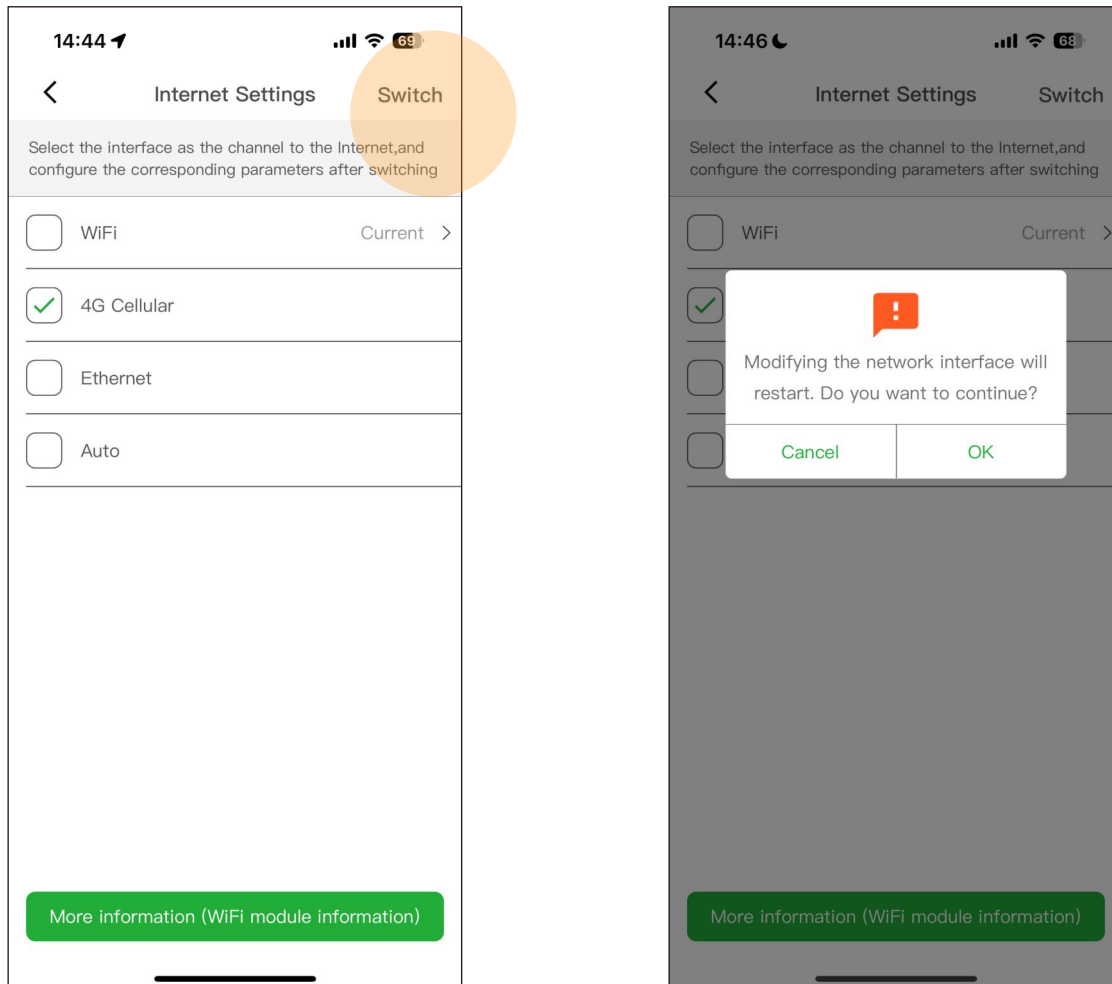 14:44
69
Internet Settings
Switch
Select the interface as the channel to the Internet,and
configure the corresponding parameters after switching
WiFi
Current
4G Cellular
Ethernet
Auto
More information (WiFi module information)
14:46
68
Internet Settings
Switch
Select the interface as the channel to the Internet,and
configure the corresponding parameters after switching
WiFi
Current
Modifying the network interface will
restart. Do you want to continue?
Cancel
OK
More information (WiFi module information)